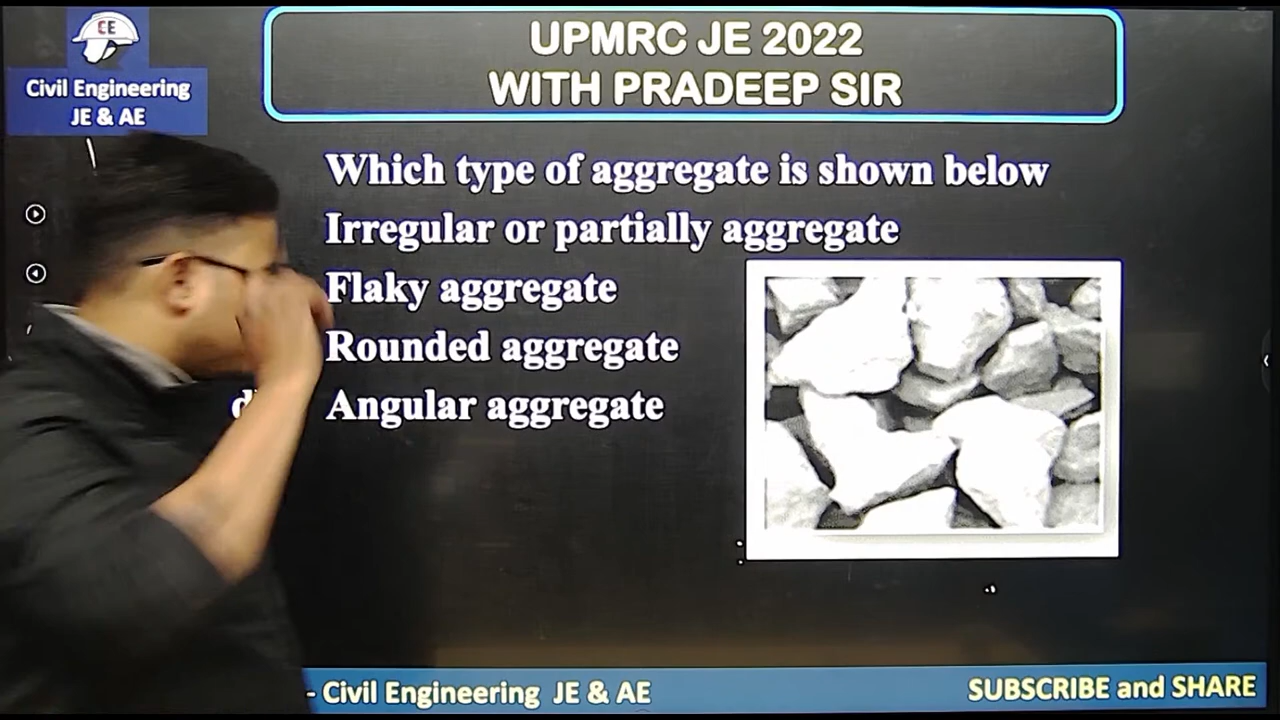 CE
Civil Engineering
JE & AE
UPMRC JE 2022
WITH PRADEEP SIR
Which type of aggregate is shown below
Irregular or partially aggregate
Flaky aggregate
Rounded aggregate
d) Angular aggregate
- Civil Engineering JE & AE
SUBSCRIBE and SHARE